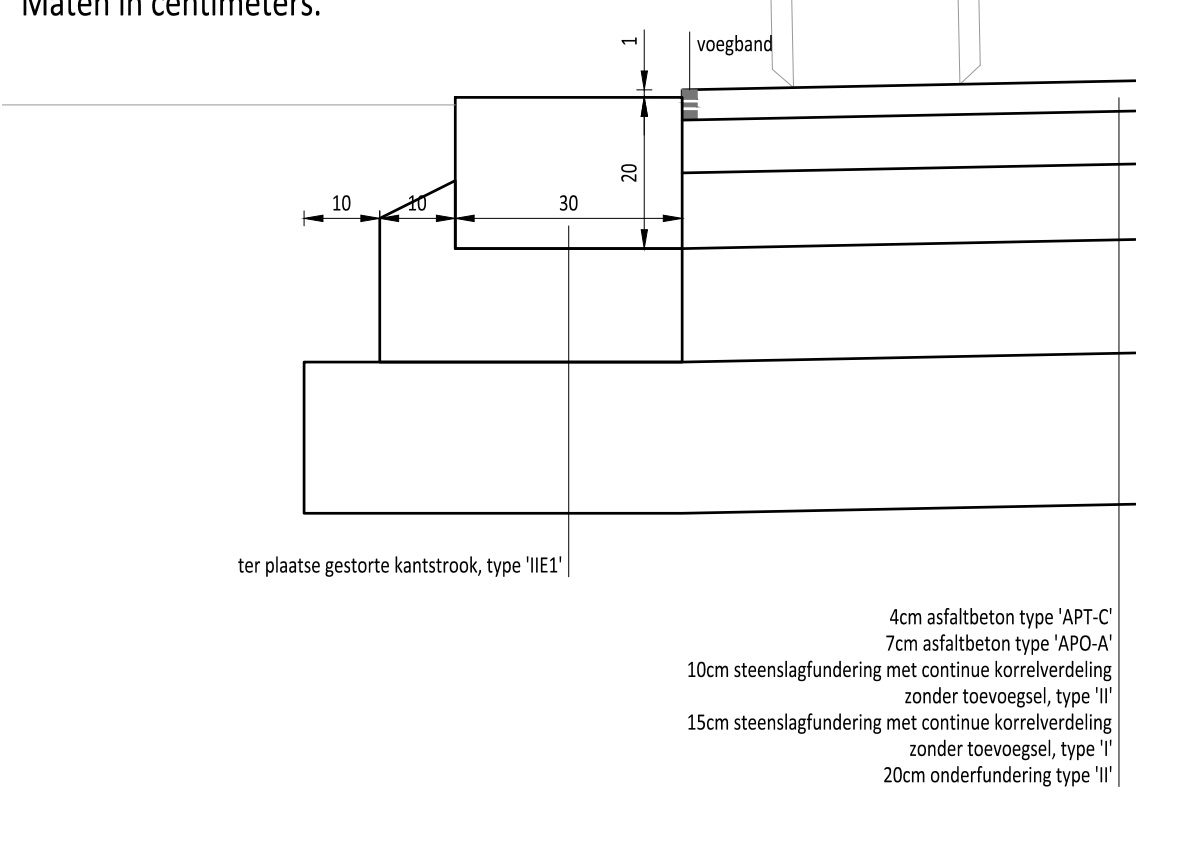 Maten in centimeters.
1
voegband
20
10
10
30
ter plaatse gestorte kantstrook, type 'IIE1'
4cm asfaltbeton type 'APT-C'
7cm asfaltbeton type 'APO-A'
10cm steenslagfundering met continue korrelverdeling
zonder toevoegsel, type 'II'
15cm steenslagfundering met continue korrelverdeling
zonder toevoegsel, type 'I'
20cm onderfundering type 'II'